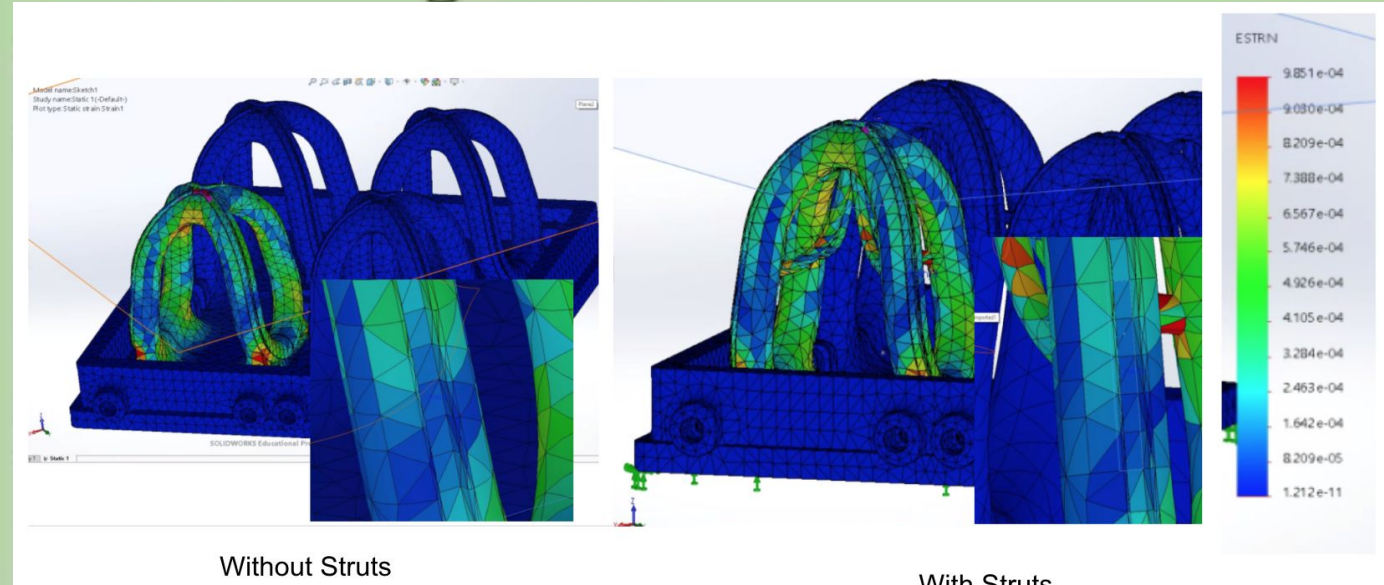 Model name:Sketch1
Study name:Static 1(-Default-)
Plot type: Static strain Strain1
SOLIDWORKS Educational Pr
Static 1
Without Struts
With Struts
ESTRN
9.851e-04
9.030e-04
8.209e-04
7.388e-04
6.567e-04
5.746e-04
4.926e-04
4.105e-04
3.284e-04
2.463e-04
1.642e-04
8.209e-05
1.212e-11